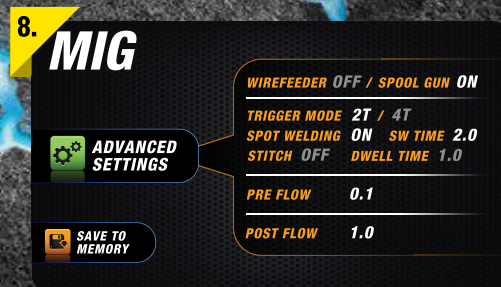 8.
MIG
WIREFEEDER OFF / SPOOL GUN ON
TRIGGER MODE 2T / 4T
SPOT WELDING ON SW TIME 2.0
STITCH OFF DWELL TIME 1.0
ADVANCED
SETTINGS
PRE FLOW 0.1
POST FLOW 1.0
SAVE TO
MEMORY